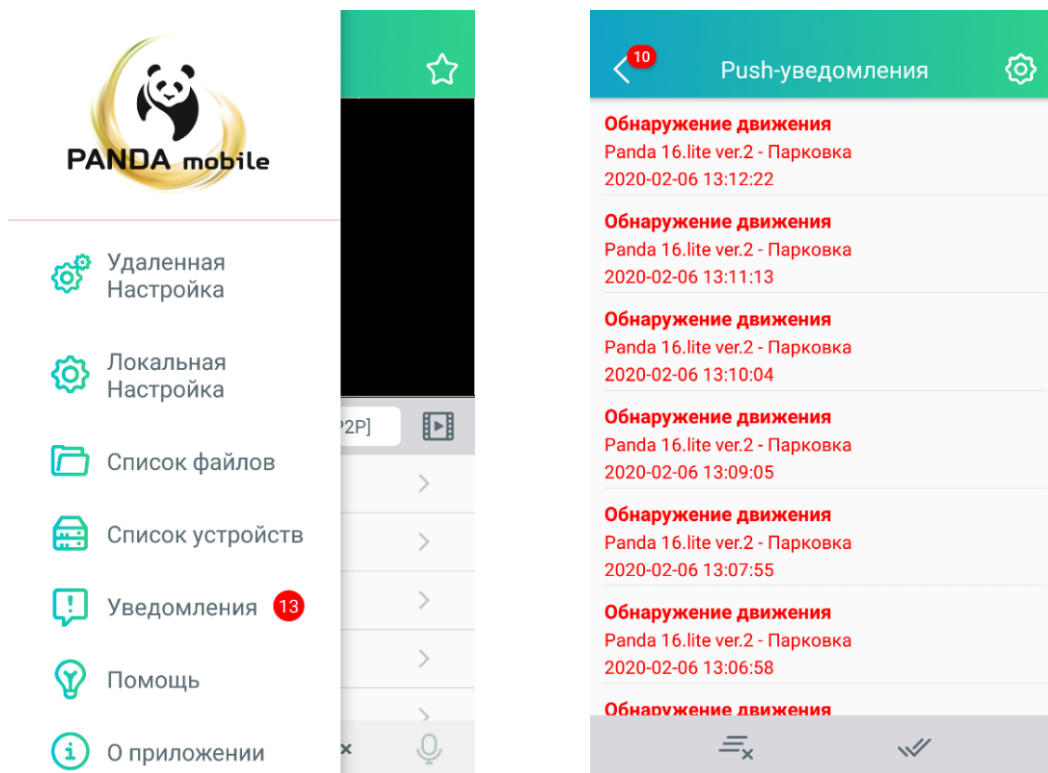 PANDA mobile
Удаленная
Настройка
Локальная
Настройка
Список файлов
Список устройств
Уведомления 13
Помощь
О приложении
P2P]
10
Push-уведомления
Обнаружение движения
Panda 16.lite ver.2 - Парковка
2020-02-06 13:12:22
Обнаружение движения
Panda 16.lite ver.2 - Парковка
2020-02-06 13:11:13
Обнаружение движения
Panda 16.lite ver.2 - Парковка
2020-02-06 13:10:04
Обнаружение движения
Panda 16.lite ver.2 - Парковка
2020-02-06 13:09:05
Обнаружение движения
Panda 16.lite ver.2 - Парковка
2020-02-06 13:07:55
Обнаружение движения
Panda 16.lite ver.2 - Парковка
2020-02-06 13:06:58
Обнаружение движения